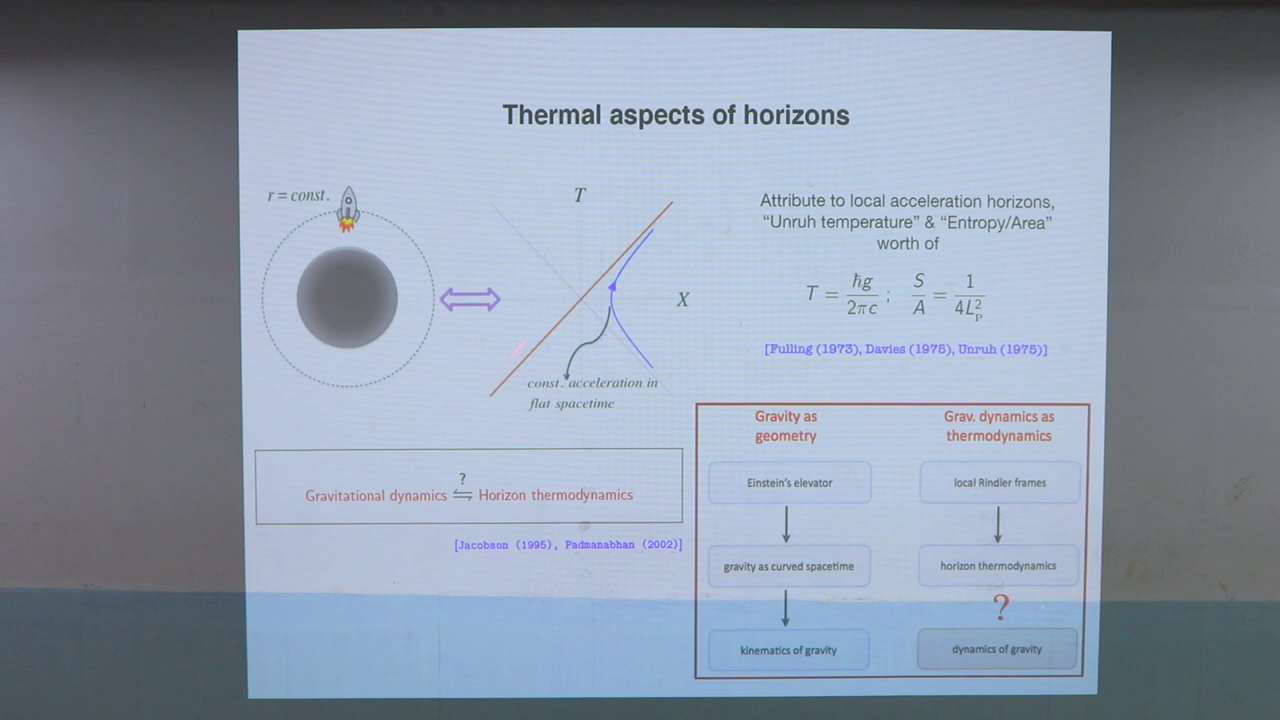 Thermal aspects of horizons
r = const.
T
X
const. acceleration in
flat spacetime
Attribute to local acceleration horizons,
“Unruh temperature” & “Entropy/Area”
worth of
T = ħg / 2πc ; S / A = 1 / 4L_P^2
[Fulling (1973), Davies (1975), Unruh (1975)]
?
Gravitational dynamics ⇋ Horizon thermodynamics
[Jacobson (1995), Padmanabhan (2002)]
Gravity as
geometry
Einstein's elevator
gravity as curved spacetime
kinematics of gravity
Grav. dynamics as
thermodynamics
local Rindler frames
horizon thermodynamics
?
dynamics of gravity